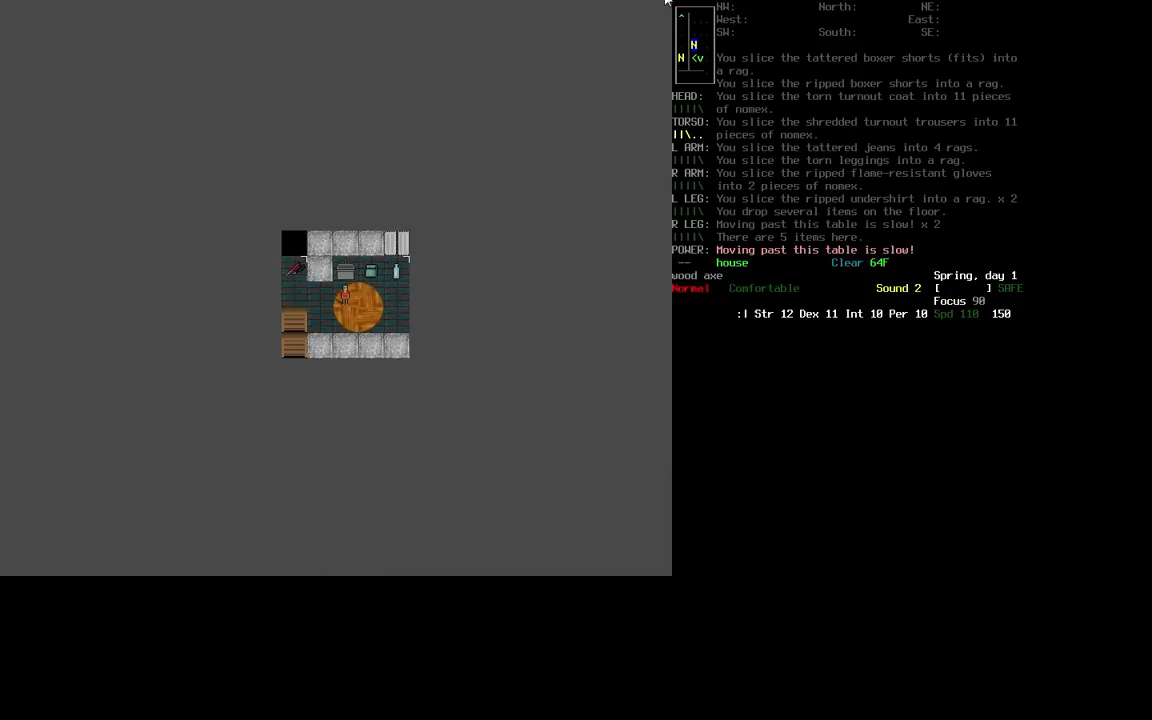 NW: North: NE:
West: East:
SW: South: SE:
^ ...
N
N <v
You slice the tattered boxer shorts (fits) into
a rag.
You slice the ripped boxer shorts into a rag.
HEAD: You slice the torn turnout coat into 11 pieces
||||\ of nomex.
TORSO: You slice the shredded turnout trousers into 11
||\.. pieces of nomex.
L ARM: You slice the tattered jeans into 4 rags.
||||\ You slice the torn leggings into a rag.
R ARM: You slice the ripped flame-resistant gloves
||||\ into 2 pieces of nomex.
L LEG: You slice the ripped undershirt into a rag. x 2
||||\ You drop several items on the floor.
R LEG: Moving past this table is slow! x 2
||||\ There are 5 items here.
POWER: Moving past this table is slow!
-- house Clear 64F
wood axe Spring, day 1
Normal Comfortable Sound 2 [ ] SAFE
Focus 90
:| Str 12 Dex 11 Int 10 Per 10 Spd 110 150